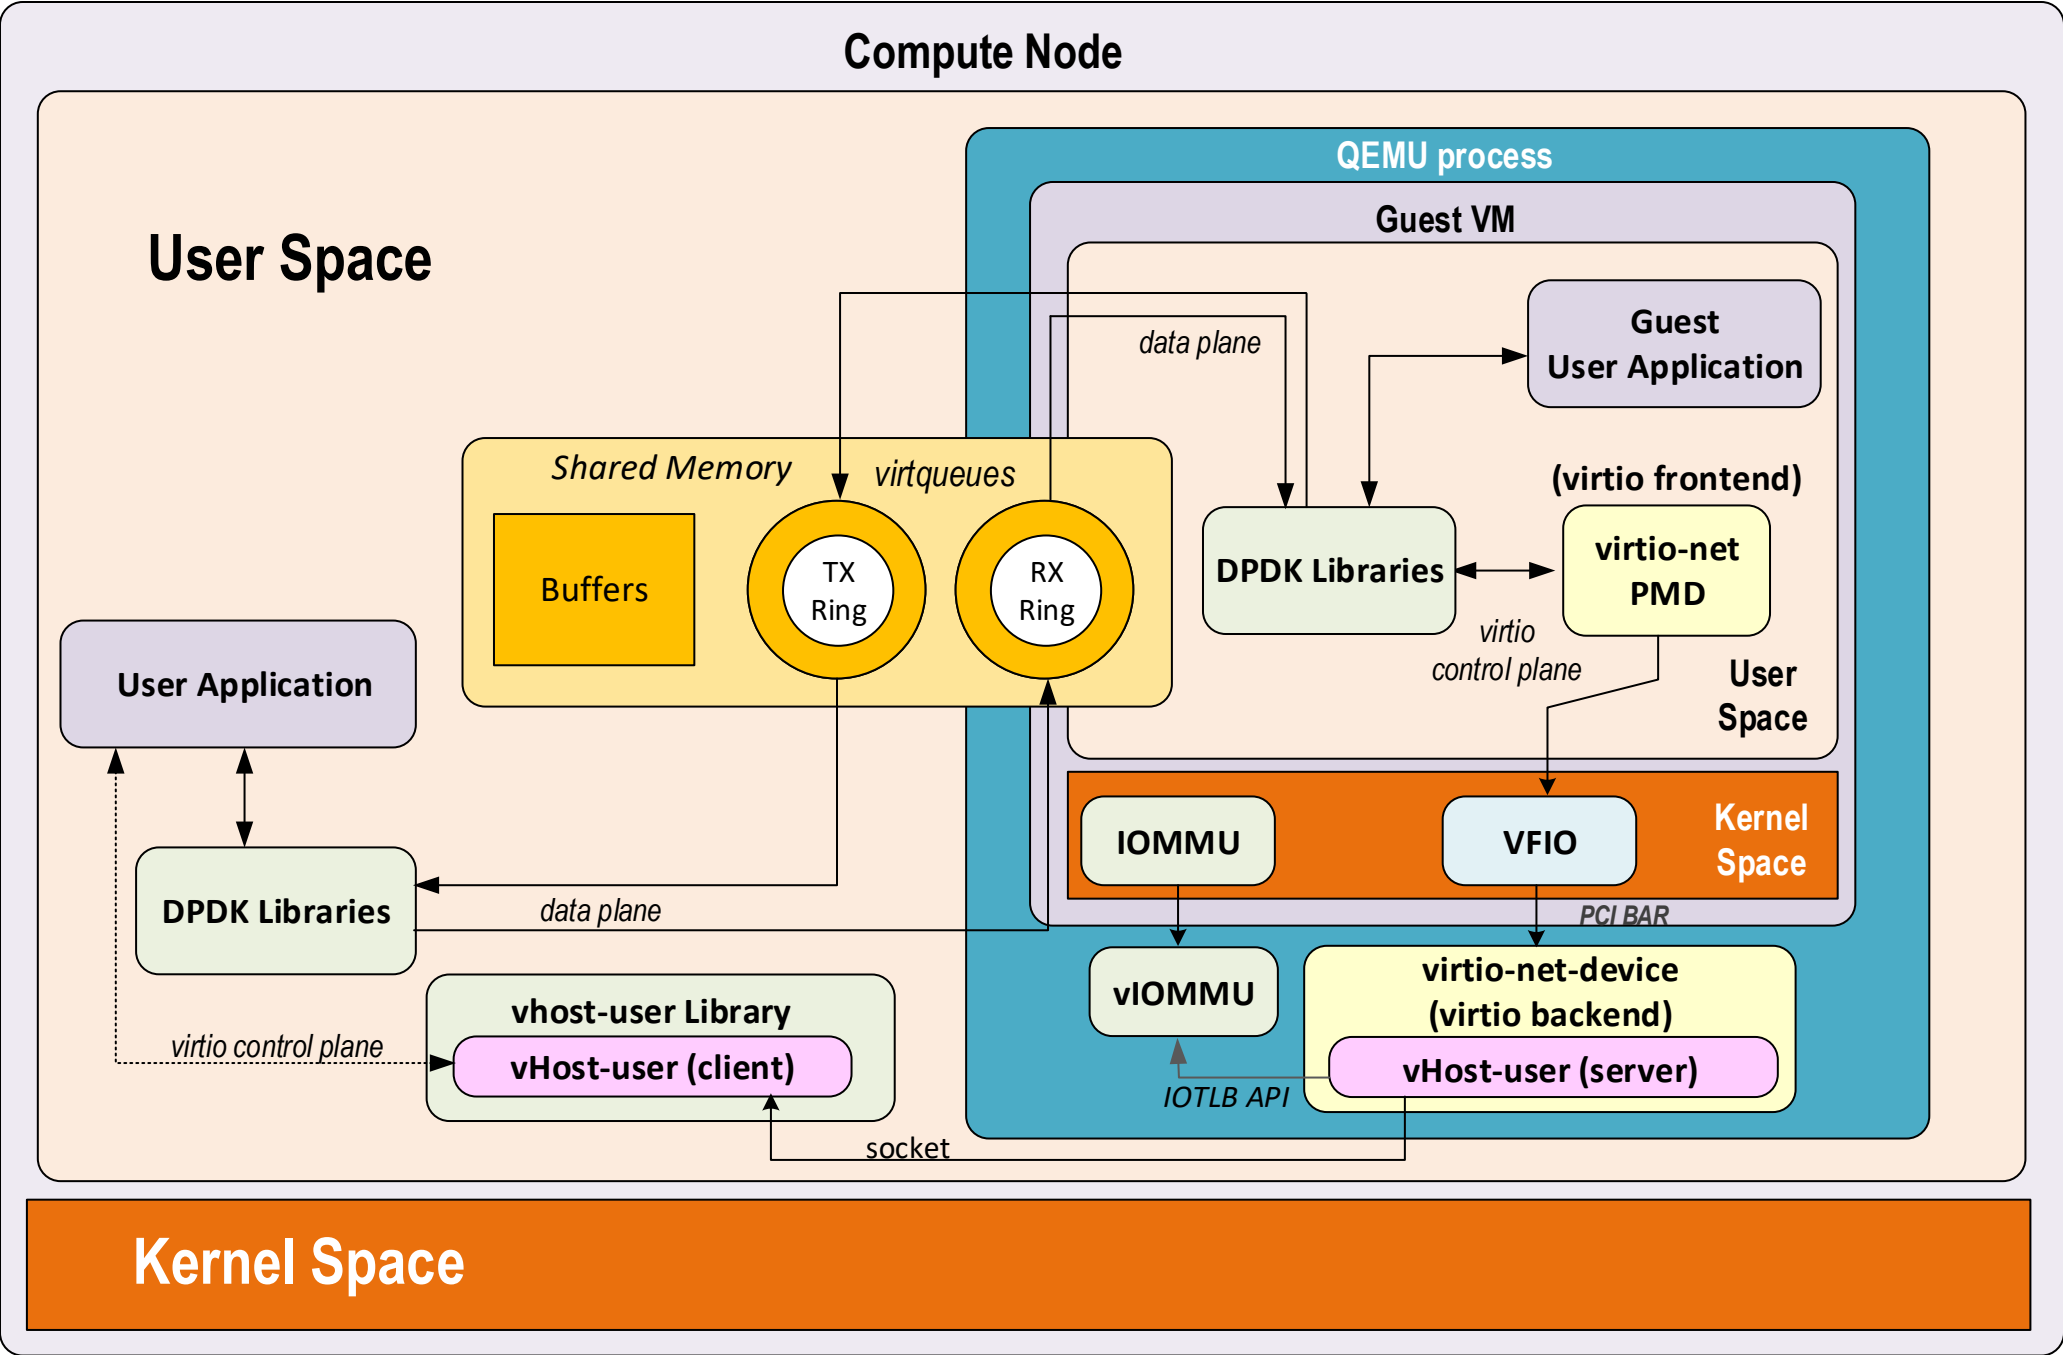 Compute Node
QEMU process
Guest VM
User Space
Guest
User Application
data plane
Shared Memory
virtqueues
(virtio frontend)
Buffers
TX
Ring
RX
Ring
DPDK Libraries
virtio-net
PMD
virtio
control plane
User
Space
User Application
IOMMU
VFIO
Kernel
Space
DPDK Libraries
data plane
PCI BAR
vhost-user Library
vHost-user (client)
virtio control plane
vIOMMU
virtio-net-device
(virtio backend)
vHost-user (server)
IOTLB API
socket
Kernel Space